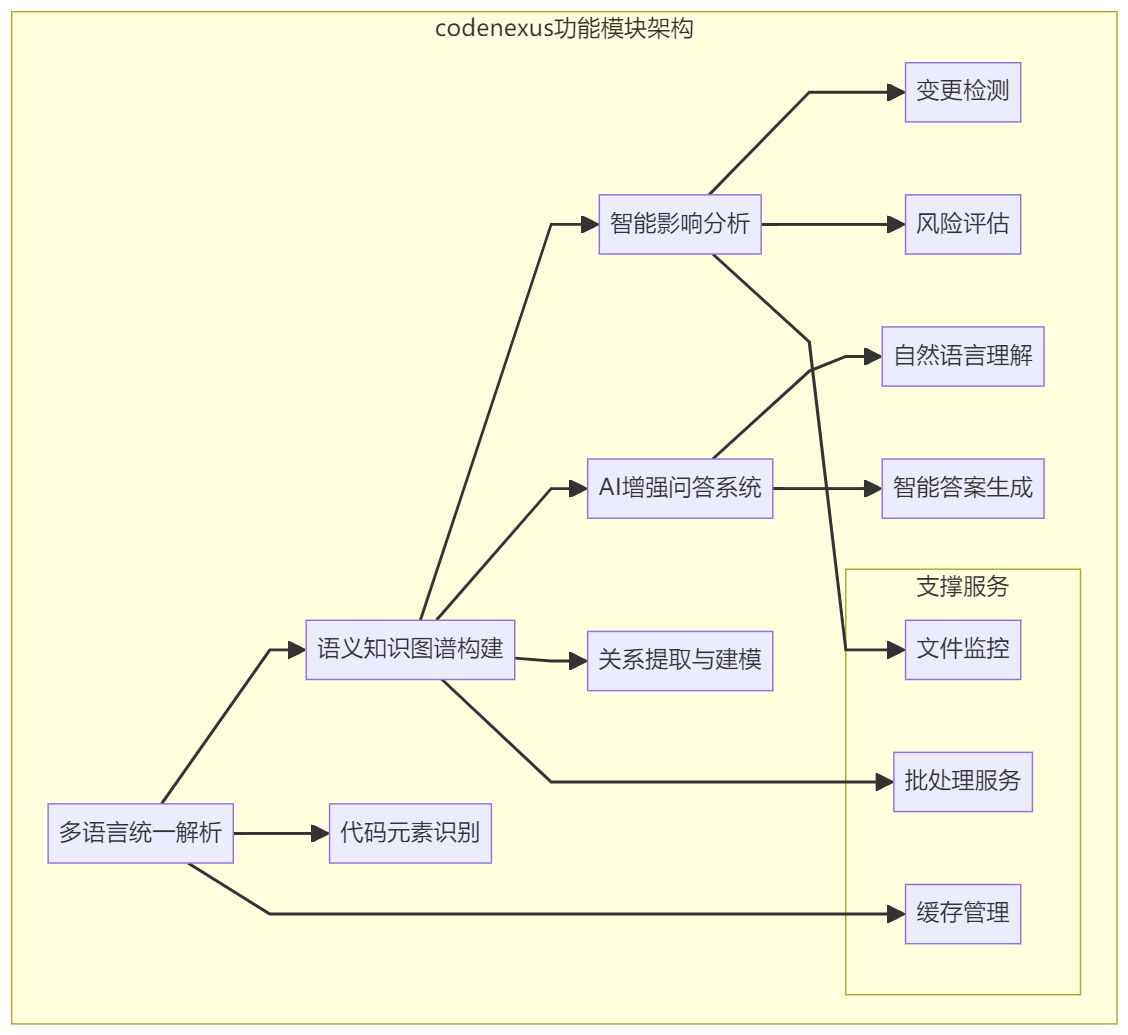 codenexus功能模块架构
变更检测
智能影响分析
风险评估
自然语言理解
AI增强问答系统
智能答案生成
支撑服务
语义知识图谱构建
关系提取与建模
文件监控
批处理服务
多语言统一解析
代码元素识别
缓存管理